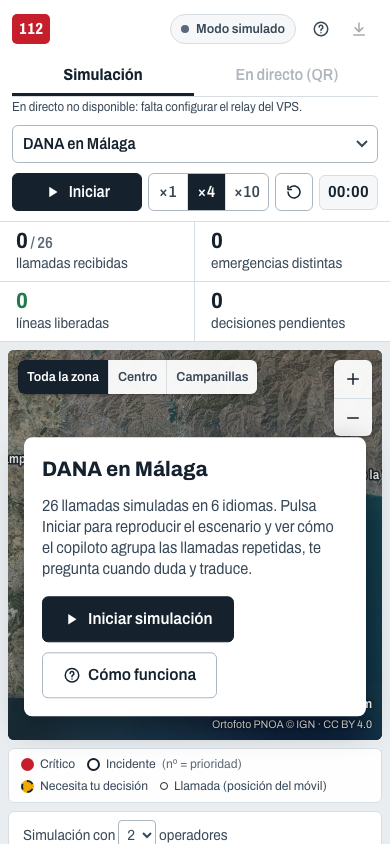 112
Modo simulado
Simulación
En directo (QR)
En directo no disponible: falta configurar el relay del VPS.
DANA en Málaga
Iniciar
×1
×4
×10
00:00
0 / 26
llamadas recibidas
0
emergencias distintas
0
líneas liberadas
0
decisiones pendientes
Toda la zona
Centro
Campanillas
+
−
DANA en Málaga
26 llamadas simuladas en 6 idiomas. Pulsa
Iniciar para reproducir el escenario y ver cómo
el copiloto agrupa las llamadas repetidas, te
pregunta cuando duda y traduce.
Iniciar simulación
Cómo funciona
Ortofoto PNOA © IGN · CC BY 4.0
Crítico
Incidente (nº = prioridad)
Necesita tu decisión
Llamada (posición del móvil)
Simulación con 2 operadores